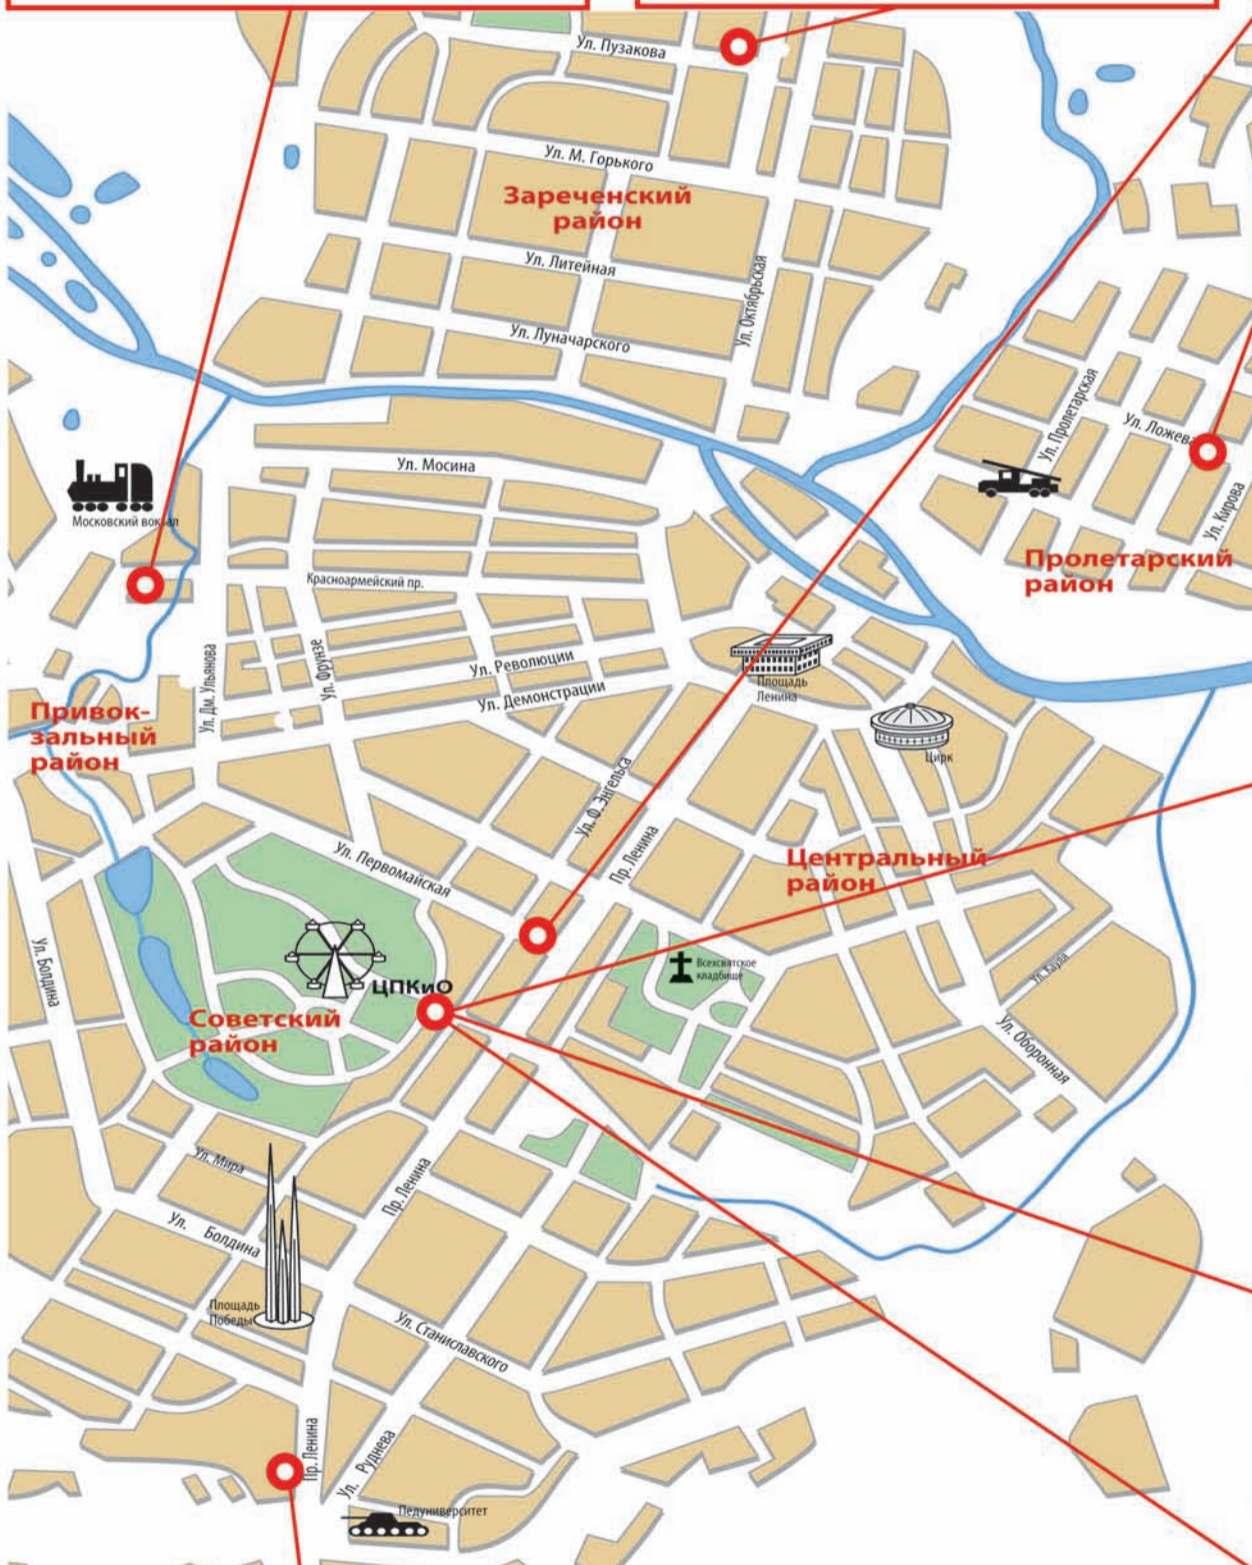 Ул. Пузакова
Ул. М. Горького
Зареченский
район
Ул. Литейная
Ул. Октябрьская
Ул. Луначарского
Ул. Пролетарская
Ул. Ложева
Ул. Кирова
Ул. Мосина
Московский вокзал
Пролетарский
район
Красноармейский пр.
Ул. Дм. Ульянова
Ул. Фрунзе
Ул. Революции
Ул. Демонстрации
Площадь
Ленина
Привок-
зальный
район
Цирк
Ул. Ф. Энгельса
Пр. Ленина
Ул. Первомайская
Центральный
район
Ул. Болдина
Всехсвятское
кладбище
ЦПКиО
Советский
район
Ул. Оборонная
Ул. Мира
Пр. Ленина
Ул. Болдина
Площадь
Победы
Ул. Станиславского
Пр. Ленина
Ул. Руднева
Педуниверситет